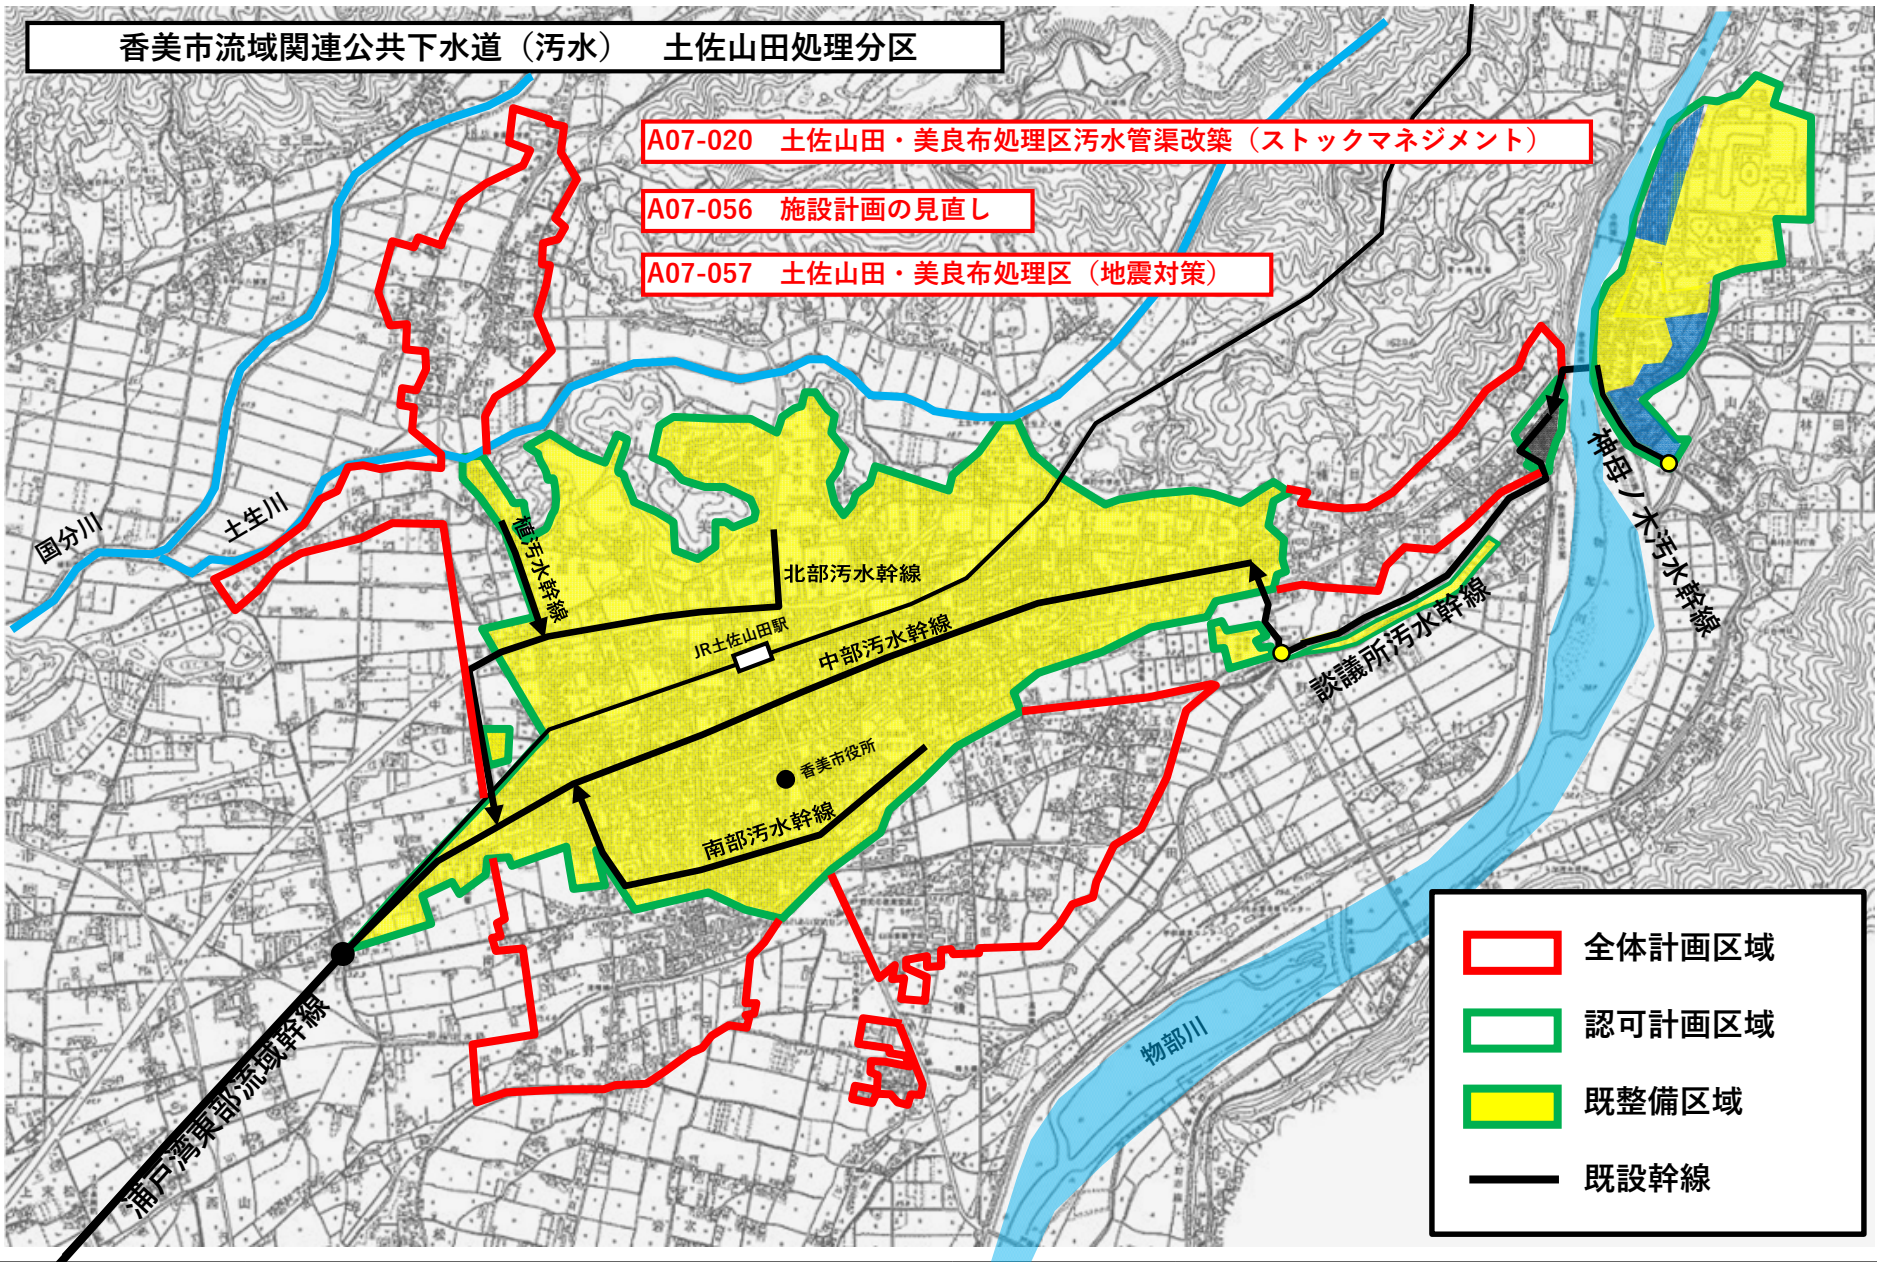 香美市流域関連公共下水道（汚水）　土佐山田処理分区
A07-020　土佐山田・美良布処理区汚水管渠改築（ストックマネジメント）
A07-056　施設計画の見直し
A07-057　土佐山田・美良布処理区（地震対策）
国分川
土生川
植汚水幹線
北部汚水幹線
JR土佐山田駅
中部汚水幹線
香美市役所
南部汚水幹線
談議所汚水幹線
神母ノ木汚水幹線
物部川
浦戸湾東部流域幹線
全体計画区域
認可計画区域
既整備区域
既設幹線